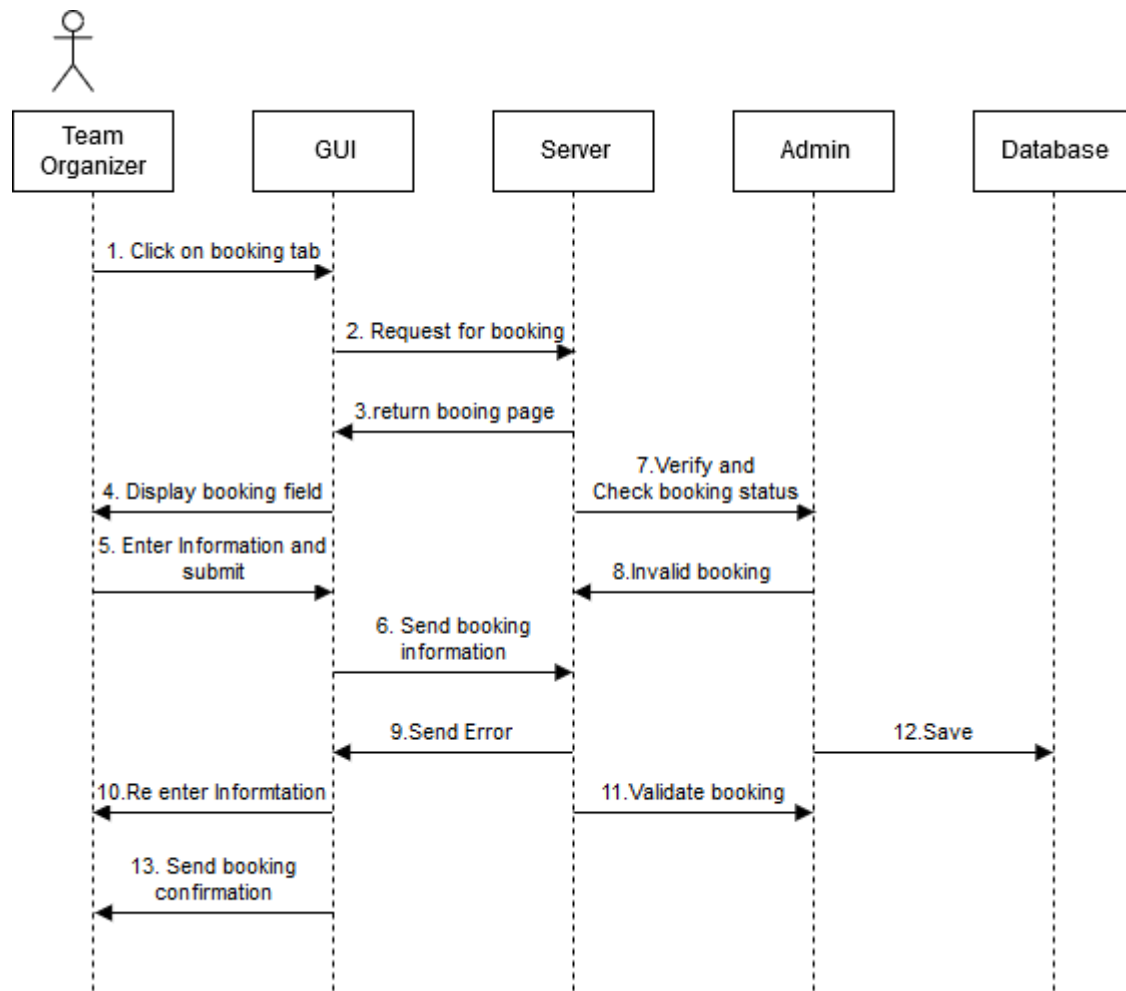 Team
Organizer
GUI
Server
Admin
Database
1. Click on booking tab
2. Request for booking
3.return booing page
4. Display booking field
7.Verify and
Check booking status
5. Enter Information and
submit
8.Invalid booking
6. Send booking
information
9.Send Error
12.Save
10.Re enter Informtation
11.Validate booking
13. Send booking
confirmation